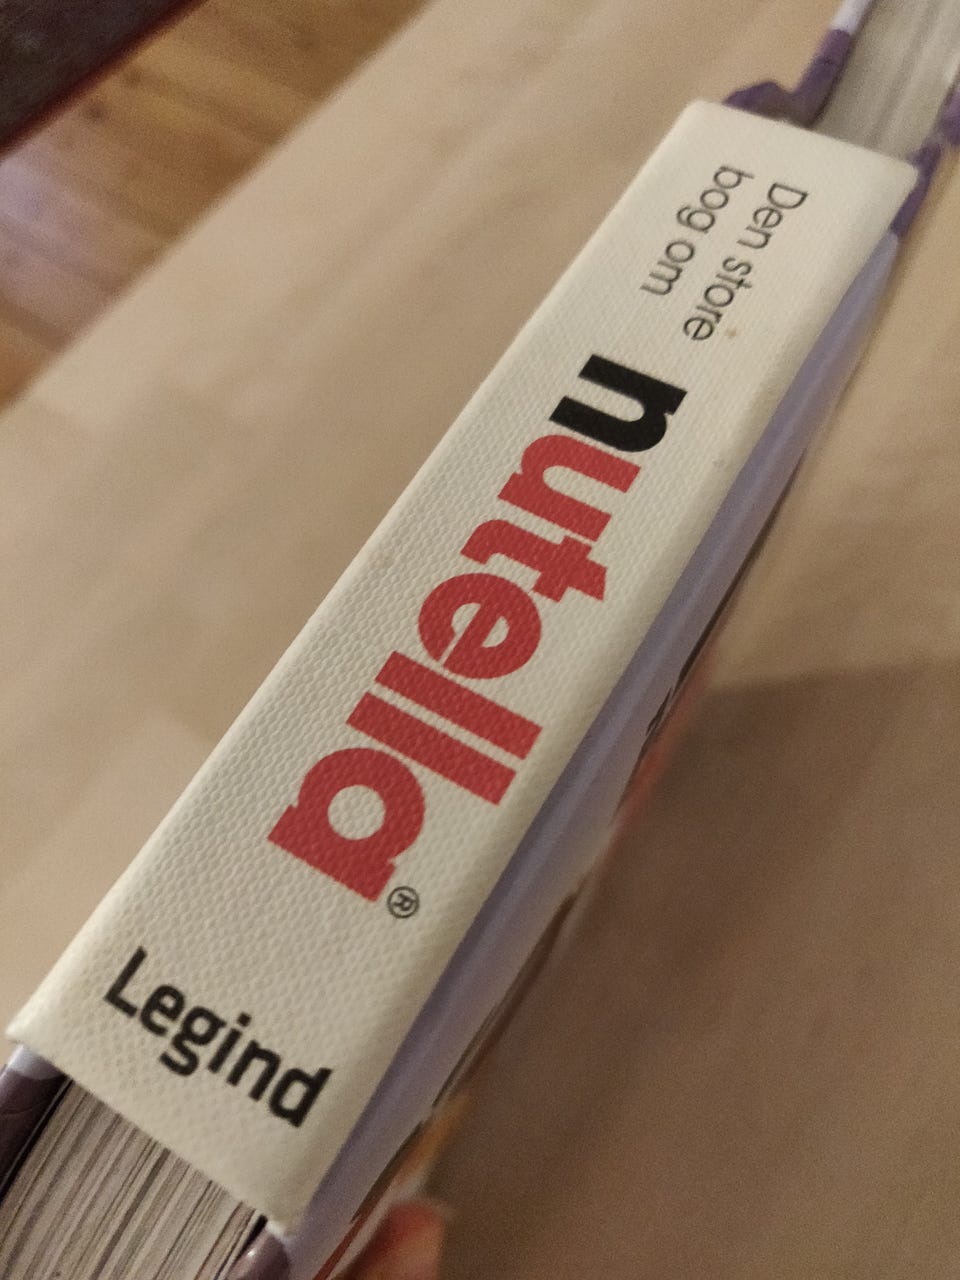 Den store
bog om
nutella®
Legind